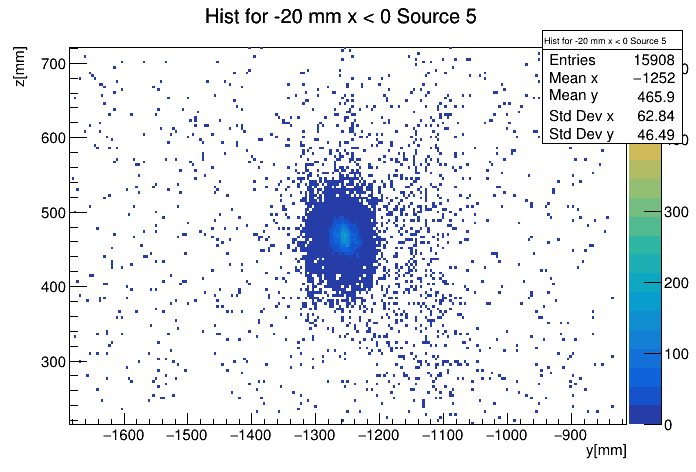 Hist for -20 mm x < 0 Source 5
Hist for -20 mm x < 0 Source 5
Entries 15908
Mean x −1252
Mean y 465.9
Std Dev x 62.84
Std Dev y 46.49
z[mm]
700
600
500
400
300
−1600 −1500 −1400 −1300 −1200 −1100 −1000 −900
y[mm]
300
200
100
0